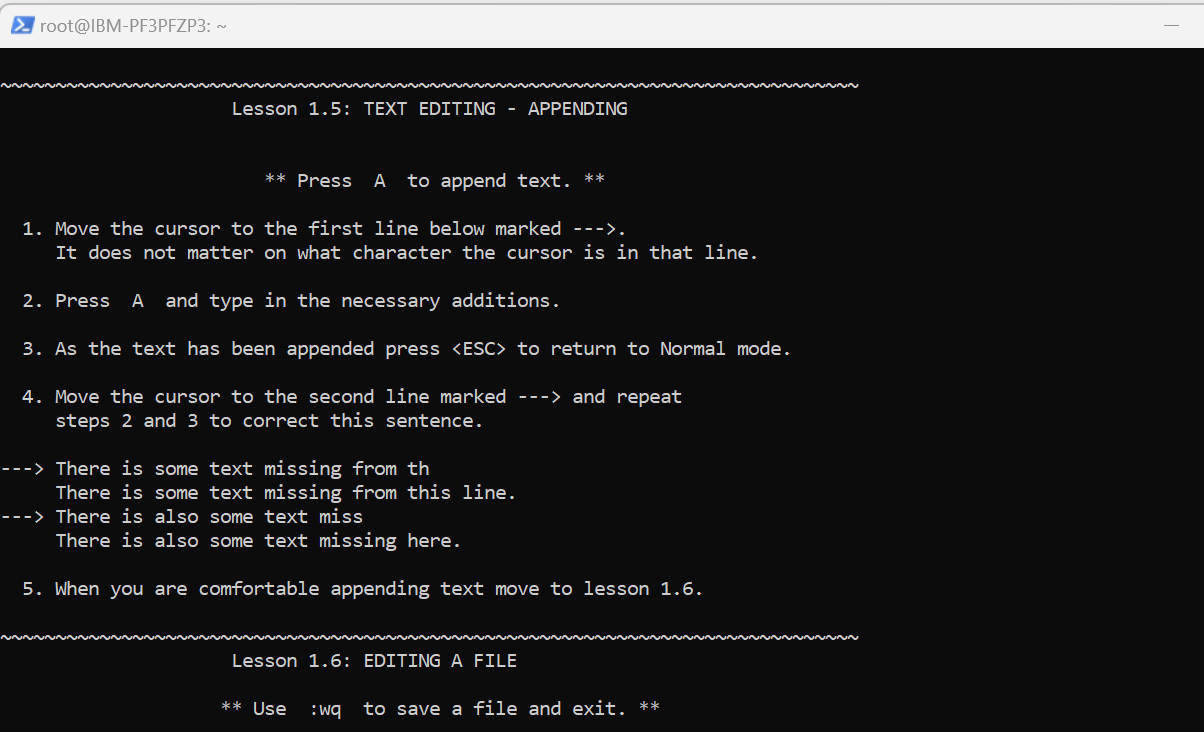 root@IBM-PF3PFZP3: ~
~~~~~~~~~~~~~~~~~~~~~~~~~~~~~~~~~~~~~~~~~~~~~~~~~~~~~~~~~~~~~~~~~~~~~~~~~~~~~~
                     Lesson 1.5: TEXT EDITING - APPENDING
                        ** Press  A  to append text. **
  1. Move the cursor to the first line below marked --->.
     It does not matter on what character the cursor is in that line.
  2. Press  A  and type in the necessary additions.
  3. As the text has been appended press <ESC> to return to Normal mode.
  4. Move the cursor to the second line marked ---> and repeat
     steps 2 and 3 to correct this sentence.
---> There is some text missing from th
     There is some text missing from this line.
---> There is also some text miss
     There is also some text missing here.
  5. When you are comfortable appending text move to lesson 1.6.
~~~~~~~~~~~~~~~~~~~~~~~~~~~~~~~~~~~~~~~~~~~~~~~~~~~~~~~~~~~~~~~~~~~~~~~~~~~~~~
                     Lesson 1.6: EDITING A FILE
                    ** Use  :wq  to save a file and exit. **